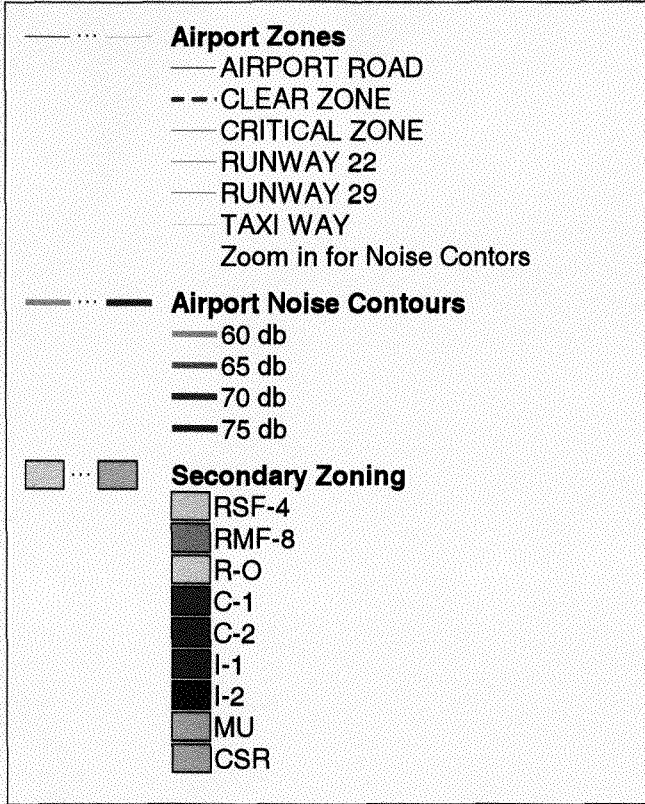 Airport Zones
AIRPORT ROAD
CLEAR ZONE
CRITICAL ZONE
RUNWAY 22
RUNWAY 29
TAXI WAY
Zoom in for Noise Contors
Airport Noise Contours
60 db
65 db
70 db
75 db
Secondary Zoning
RSF-4
RMF-8
R-O
C-1
C-2
I-1
I-2
MU
CSR